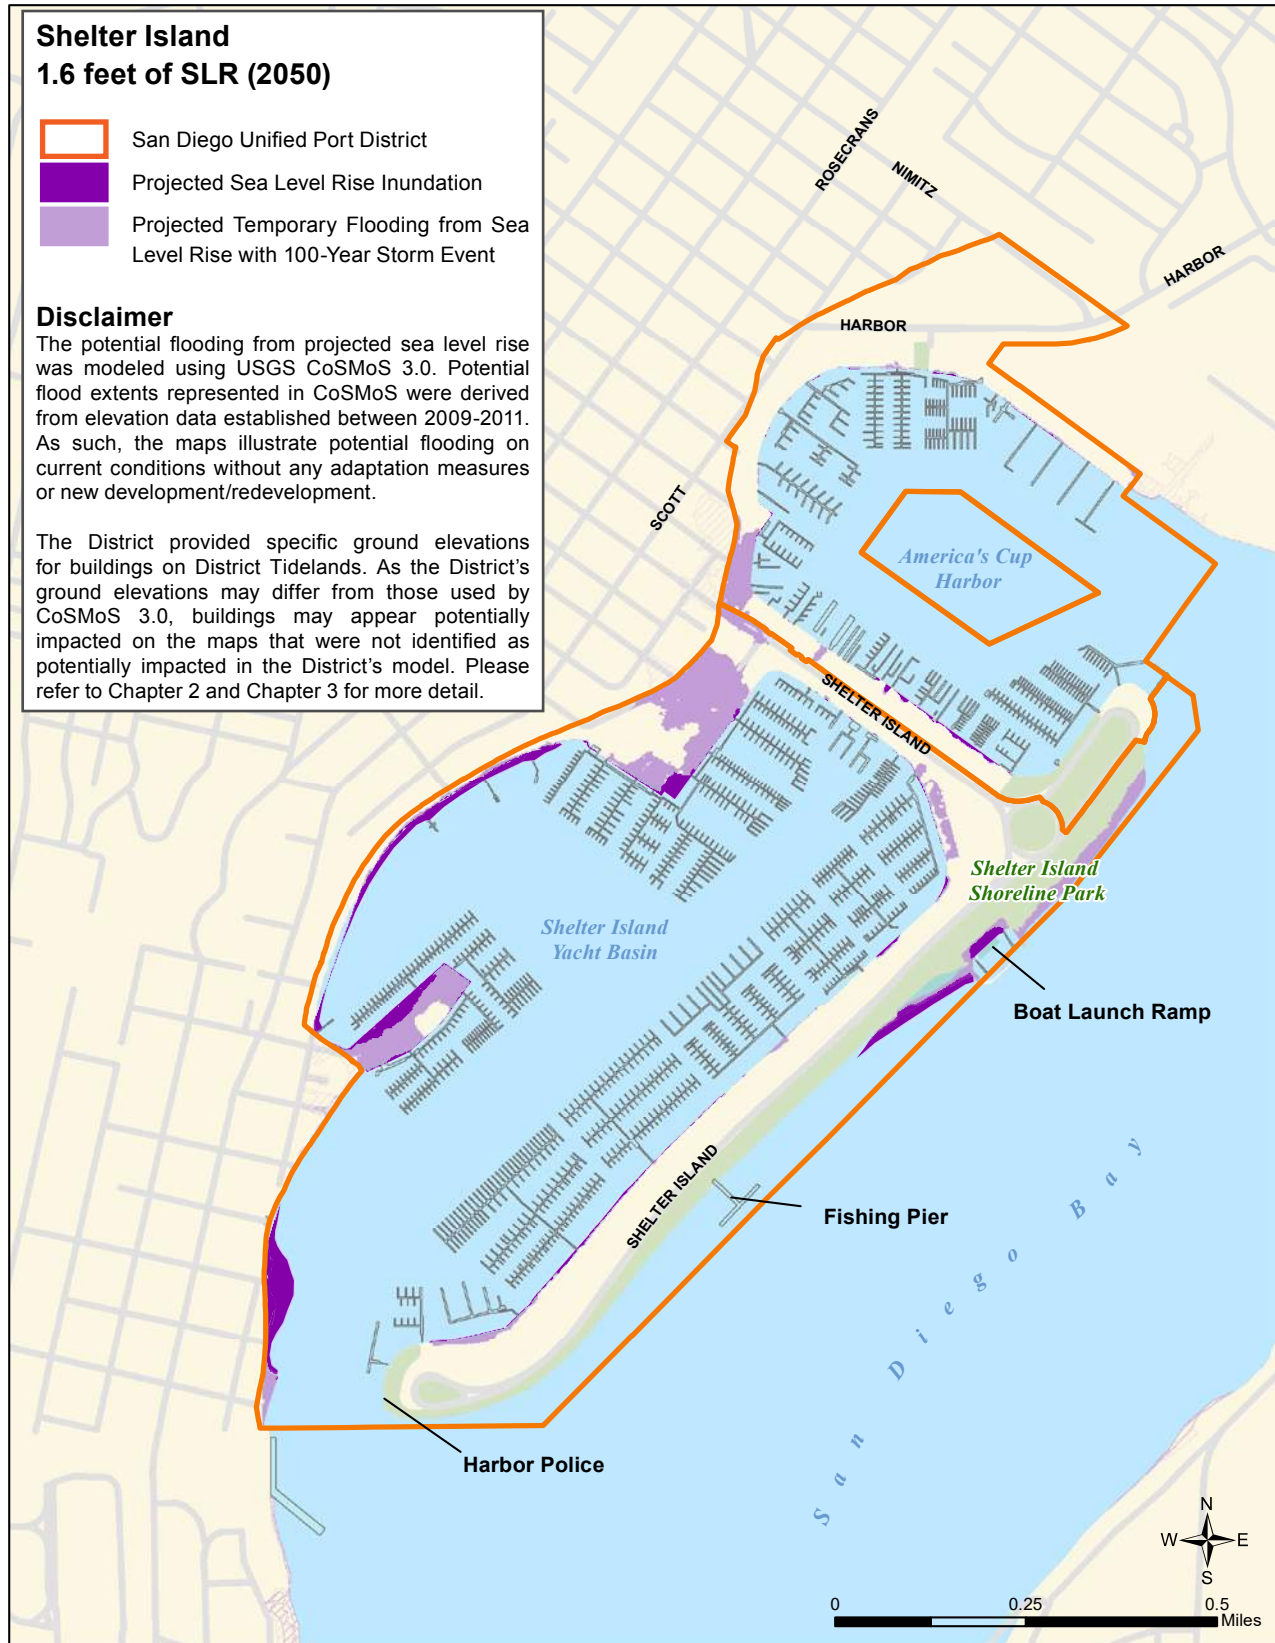 Shelter Island
1.6 feet of SLR (2050)
San Diego Unified Port District
Projected Sea Level Rise Inundation
Projected Temporary Flooding from Sea
Level Rise with 100-Year Storm Event
Disclaimer
The potential flooding from projected sea level rise
was modeled using USGS CoSMoS 3.0. Potential
flood extents represented in CoSMoS were derived
from elevation data established between 2009-2011.
As such, the maps illustrate potential flooding on
current conditions without any adaptation measures
or new development/redevelopment.
The District provided specific ground elevations
for buildings on District Tidelands. As the District's
ground elevations may differ from those used by
CoSMoS 3.0, buildings may appear potentially
impacted on the maps that were not identified as
potentially impacted in the District's model. Please
refer to Chapter 2 and Chapter 3 for more detail.
ROSECRANS
NIMITZ
HARBOR
HARBOR
SCOTT
America's Cup
Harbor
SHELTER ISLAND
Shelter Island
Shoreline Park
Shelter Island
Yacht Basin
Boat Launch Ramp
SHELTER ISLAND
Fishing Pier
San Diego Bay
Harbor Police
N
W E
S
0 0.25 0.5
Miles